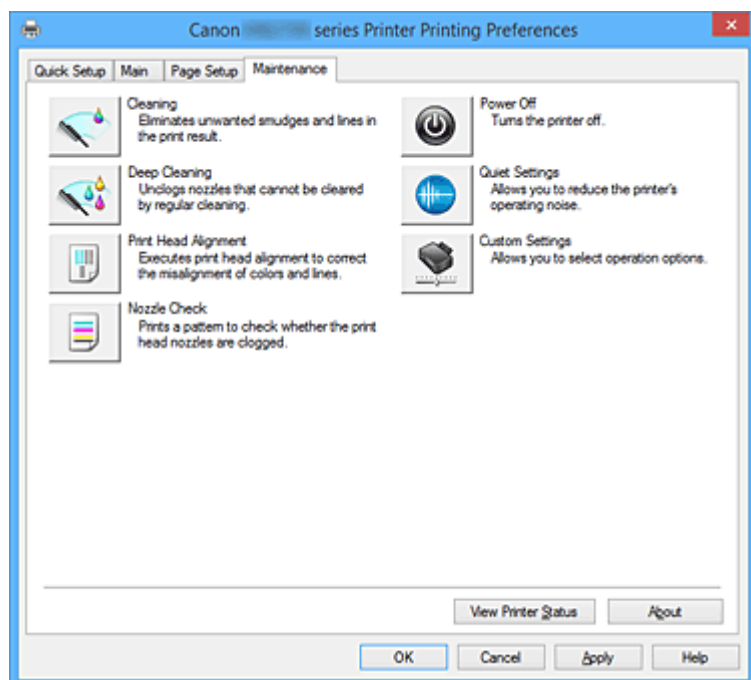 Canon series Printer Printing Preferences
Quick Setup Main Page Setup Maintenance
Cleaning
Eliminates unwanted smudges and lines in
the print result.
Deep Cleaning
Unclogs nozzles that cannot be cleared
by regular cleaning.
Print Head Alignment
Executes print head alignment to correct
the misalignment of colors and lines.
Nozzle Check
Prints a pattern to check whether the print
head nozzles are clogged.
Power Off
Turns the printer off.
Quiet Settings
Allows you to reduce the printer's
operating noise.
Custom Settings
Allows you to select operation options.
View Printer Status About
OK Cancel Apply Help